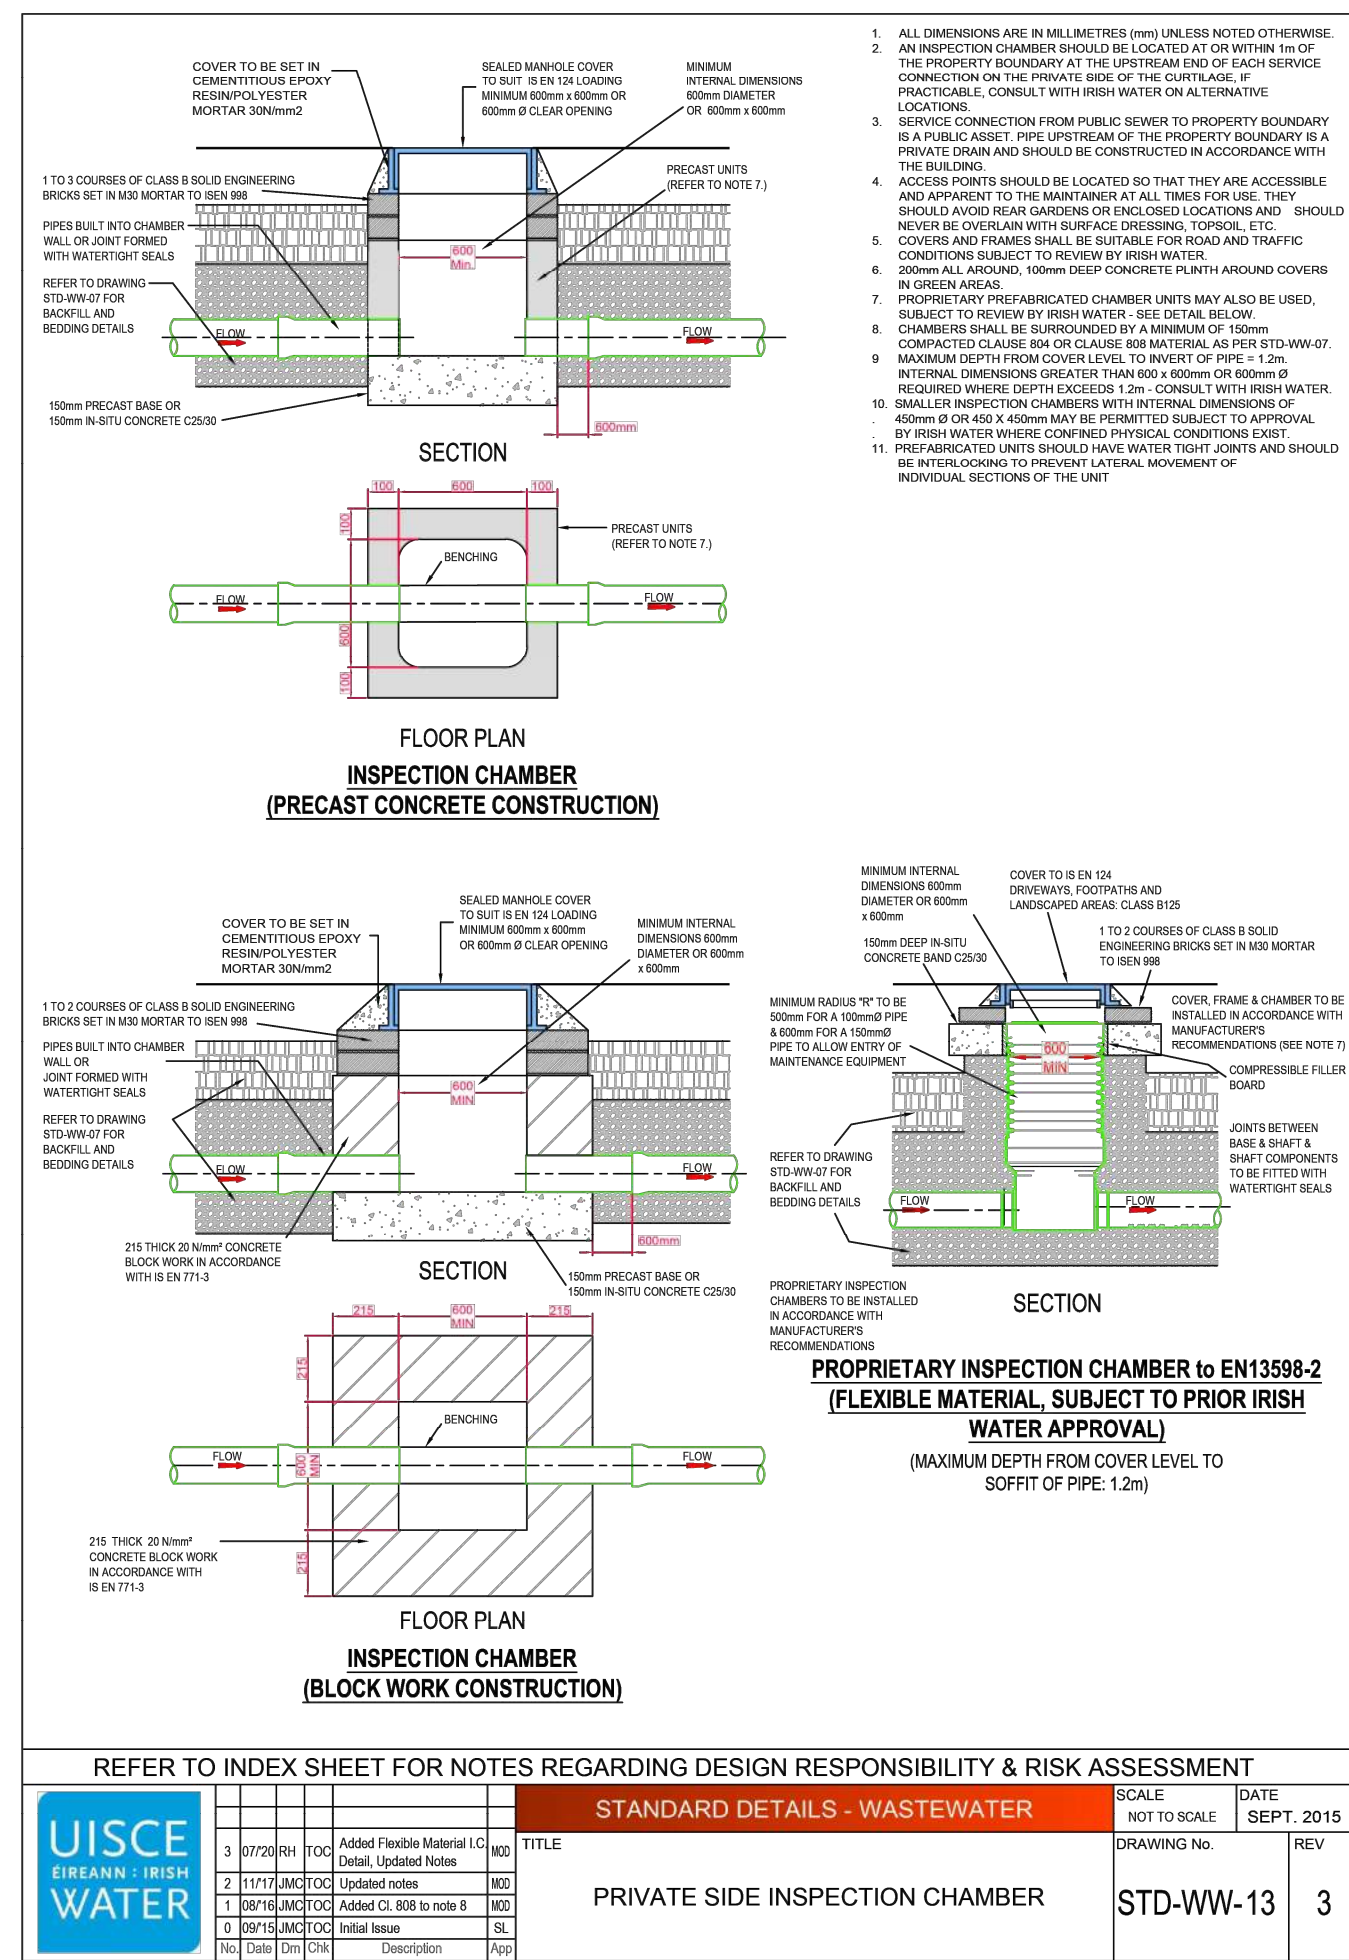 1. ALL DIMENSIONS ARE IN MILLIMETRES (mm) UNLESS NOTED OTHERWISE.
2. AN INSPECTION CHAMBER SHOULD BE LOCATED AT OR WITHIN 1m OF
THE PROPERTY BOUNDARY AT THE UPSTREAM END OF EACH SERVICE
CONNECTION ON THE PRIVATE SIDE OF THE CURTILAGE, IF
PRACTICABLE, CONSULT WITH IRISH WATER ON ALTERNATIVE
LOCATIONS.
3. SERVICE CONNECTION FROM PUBLIC SEWER TO PROPERTY BOUNDARY
IS A PUBLIC ASSET. PIPE UPSTREAM OF THE PROPERTY BOUNDARY IS A
PRIVATE DRAIN AND SHOULD BE CONSTRUCTED IN ACCORDANCE WITH
THE BUILDING.
4. ACCESS POINTS SHOULD BE LOCATED SO THAT THEY ARE ACCESSIBLE
AND APPARENT TO THE MAINTAINER AT ALL TIMES FOR USE. THEY
SHOULD AVOID REAR GARDENS OR ENCLOSED LOCATIONS AND SHOULD
NEVER BE OVERLAIN WITH SURFACE DRESSING, TOPSOIL, ETC.
5. COVERS AND FRAMES SHALL BE SUITABLE FOR ROAD AND TRAFFIC
CONDITIONS SUBJECT TO REVIEW BY IRISH WATER.
6. 200mm ALL AROUND, 100mm DEEP CONCRETE PLINTH AROUND COVERS
IN GREEN AREAS.
7. PROPRIETARY PREFABRICATED CHAMBER UNITS MAY ALSO BE USED,
SUBJECT TO REVIEW BY IRISH WATER - SEE DETAIL BELOW.
8. CHAMBERS SHALL BE SURROUNDED BY A MINIMUM OF 150mm
COMPACTED CLAUSE 804 OR CLAUSE 808 MATERIAL AS PER STD-WW-07.
9 MAXIMUM DEPTH FROM COVER LEVEL TO INVERT OF PIPE = 1.2m.
INTERNAL DIMENSIONS GREATER THAN 600 x 600mm OR 600mm Ø
REQUIRED WHERE DEPTH EXCEEDS 1.2m - CONSULT WITH IRISH WATER.
10. SMALLER INSPECTION CHAMBERS WITH INTERNAL DIMENSIONS OF
. 450mm Ø OR 450 X 450mm MAY BE PERMITTED SUBJECT TO APPROVAL
. BY IRISH WATER WHERE CONFINED PHYSICAL CONDITIONS EXIST.
11. PREFABRICATED UNITS SHOULD HAVE WATER TIGHT JOINTS AND SHOULD
BE INTERLOCKING TO PREVENT LATERAL MOVEMENT OF
INDIVIDUAL SECTIONS OF THE UNIT
COVER TO BE SET IN
CEMENTITIOUS EPOXY
RESIN/POLYESTER
MORTAR 30N/mm2
SEALED MANHOLE COVER
TO SUIT IS EN 124 LOADING
MINIMUM 600mm x 600mm OR
600mm Ø CLEAR OPENING
MINIMUM
INTERNAL DIMENSIONS
600mm DIAMETER
OR 600mm x 600mm
PRECAST UNITS
(REFER TO NOTE 7.)
1 TO 3 COURSES OF CLASS B SOLID ENGINEERING
BRICKS SET IN M30 MORTAR TO ISEN 998
PIPES BUILT INTO CHAMBER
WALL OR JOINT FORMED
WITH WATERTIGHT SEALS
REFER TO DRAWING
STD-WW-07 FOR
BACKFILL AND
BEDDING DETAILS
600
Min.
FLOW
FLOW
150mm PRECAST BASE OR
150mm IN-SITU CONCRETE C25/30
600mm
SECTION
100
600
100
100
600
100
PRECAST UNITS
(REFER TO NOTE 7.)
BENCHING
FLOW
FLOW
FLOOR PLAN
INSPECTION CHAMBER
(PRECAST CONCRETE CONSTRUCTION)
COVER TO BE SET IN
CEMENTITIOUS EPOXY
RESIN/POLYESTER
MORTAR 30N/mm2
SEALED MANHOLE COVER
TO SUIT IS EN 124 LOADING
MINIMUM 600mm x 600mm
OR 600mm Ø CLEAR OPENING
MINIMUM INTERNAL
DIMENSIONS 600mm
DIAMETER OR 600mm
x 600mm
1 TO 2 COURSES OF CLASS B SOLID ENGINEERING
BRICKS SET IN M30 MORTAR TO ISEN 998
PIPES BUILT INTO CHAMBER
WALL OR
JOINT FORMED WITH
WATERTIGHT SEALS
REFER TO DRAWING
STD-WW-07 FOR
BACKFILL AND
BEDDING DETAILS
600
MIN
FLOW
FLOW
215 THICK 20 N/mm² CONCRETE
BLOCK WORK IN ACCORDANCE
WITH IS EN 771-3
600mm
150mm PRECAST BASE OR
150mm IN-SITU CONCRETE C25/30
SECTION
215
600
MIN
215
215
600
MIN
215
BENCHING
FLOW
FLOW
215 THICK 20 N/mm²
CONCRETE BLOCK WORK
IN ACCORDANCE WITH
IS EN 771-3
FLOOR PLAN
INSPECTION CHAMBER
(BLOCK WORK CONSTRUCTION)
MINIMUM INTERNAL
DIMENSIONS 600mm
DIAMETER OR 600mm
x 600mm
COVER TO IS EN 124
DRIVEWAYS, FOOTPATHS AND
LANDSCAPED AREAS: CLASS B125
150mm DEEP IN-SITU
CONCRETE BAND C25/30
1 TO 2 COURSES OF CLASS B SOLID
ENGINEERING BRICKS SET IN M30 MORTAR
TO ISEN 998
MINIMUM RADIUS "R" TO BE
500mm FOR A 100mmØ PIPE
& 600mm FOR A 150mmØ
PIPE TO ALLOW ENTRY OF
MAINTENANCE EQUIPMENT
COVER, FRAME & CHAMBER TO BE
INSTALLED IN ACCORDANCE WITH
MANUFACTURER'S
RECOMMENDATIONS (SEE NOTE 7)
600
MIN
COMPRESSIBLE FILLER
BOARD
JOINTS BETWEEN
BASE & SHAFT &
SHAFT COMPONENTS
TO BE FITTED WITH
WATERTIGHT SEALS
REFER TO DRAWING
STD-WW-07 FOR
BACKFILL AND
BEDDING DETAILS
FLOW
FLOW
PROPRIETARY INSPECTION
CHAMBERS TO BE INSTALLED
IN ACCORDANCE WITH
MANUFACTURER'S
RECOMMENDATIONS
SECTION
PROPRIETARY INSPECTION CHAMBER to EN13598-2
(FLEXIBLE MATERIAL, SUBJECT TO PRIOR IRISH
WATER APPROVAL)
(MAXIMUM DEPTH FROM COVER LEVEL TO
SOFFIT OF PIPE: 1.2m)
REFER TO INDEX SHEET FOR NOTES REGARDING DESIGN RESPONSIBILITY & RISK ASSESSMENT
UISCE
ÉIREANN : IRISH
WATER
3 07/'20 RH TOC Added Flexible Material I.C. Detail, Updated Notes MOD
2 11/'17 JMC TOC Updated notes MOD
1 08/'16 JMC TOC Added Cl. 808 to note 8 MOD
0 09/'15 JMC TOC Initial Issue SL
No. Date Drn Chk Description App
STANDARD DETAILS - WASTEWATER
TITLE
PRIVATE SIDE INSPECTION CHAMBER
SCALE
NOT TO SCALE
DATE
SEPT. 2015
DRAWING No.
STD-WW-13
REV
3